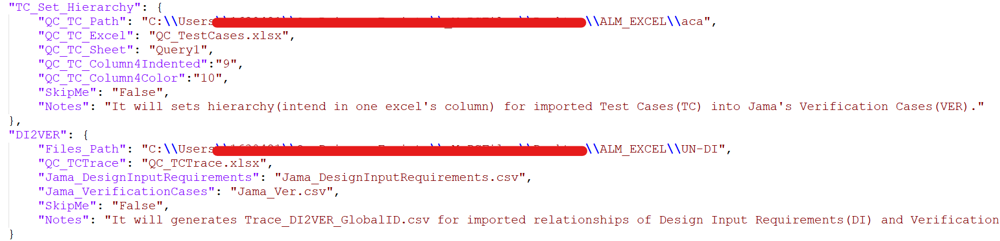 "TC_Set_Hierarchy": {
"QC_TC_Path": "C:\\Users \\ALM_EXCEL\\aca",
"QC_TC_Excel": "QC_TestCases.xlsx",
"QC_TC_Sheet": "Query1",
"QC_TC_Column4Indented":"9",
"QC_TC_Column4Color":"10",
"SkipMe": "False",
"Notes": "It will sets hierarchy(intend in one excel's column) for imported Test Cases(TC) into Jama's Verification Cases(VER)."
},
"DI2VER": {
"Files_Path": "C:\\Users \\ALM_EXCEL\\UN-DI",
"QC_TCTrace": "QC_TCTrace.xlsx",
"Jama_DesignInputRequirements": "Jama_DesignInputRequirements.csv",
"Jama_VerificationCases": "Jama_Ver.csv",
"SkipMe": "False",
"Notes": "It will generates Trace_DI2VER_GlobalID.csv for imported relationships of Design Input Requirements(DI) and Verification
}